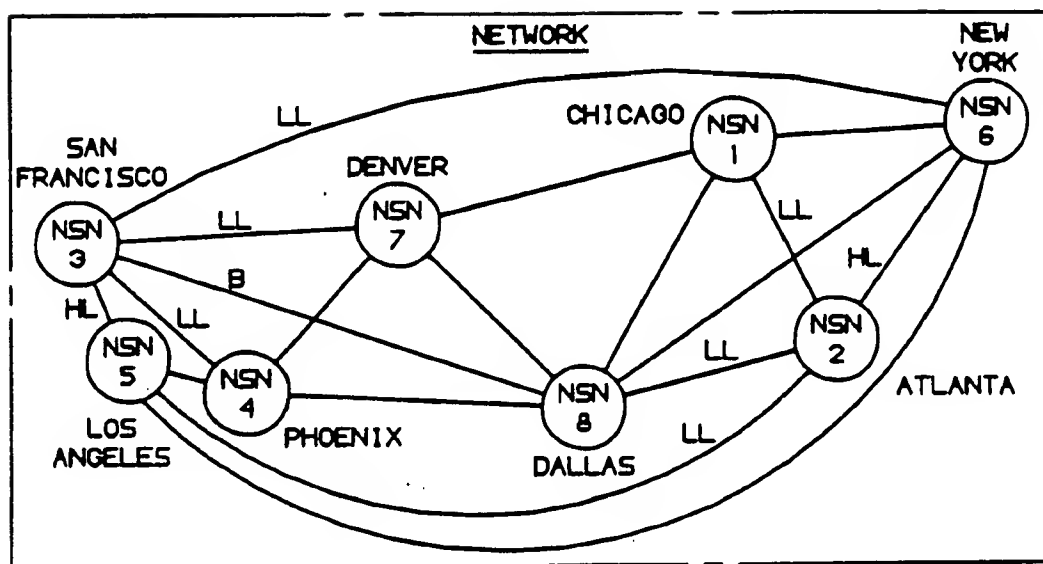 NETWORK
NEW
YORK
NSN
6
LL
CHICAGO
NSN
1
SAN
FRANCISCO
DENVER
NSN
3
LL
NSN
7
LL
B
HL
HL
LL
NSN
5
NSN
4
LL
NSN
2
NSN
8
ATLANTA
LOS
ANGELES
PHOENIX
LL
DALLAS